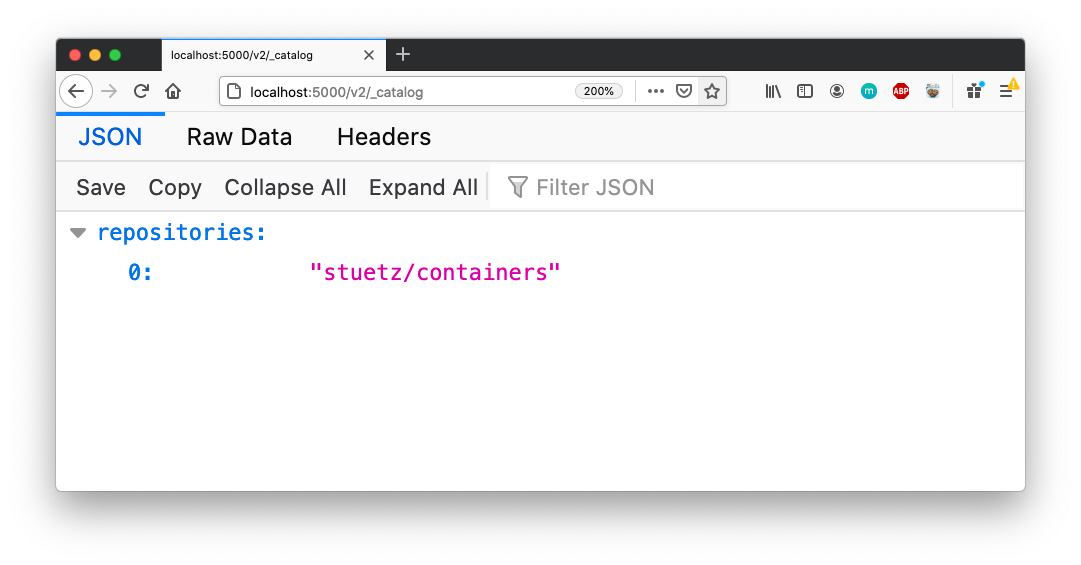 localhost:5000/v2/_catalog
localhost:5000/v2/_catalog 200% m ABP
JSON Raw Data Headers
Save Copy Collapse All Expand All Filter JSON
repositories:
0: "stuetz/containers"